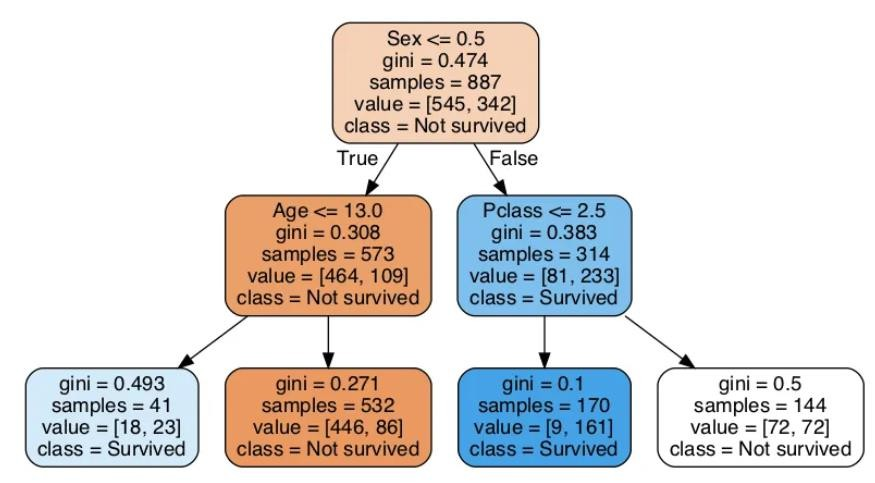 Sex <= 0.5
gini = 0.474
samples = 887
value = [545, 342]
class = Not survived
True
False
Age <= 13.0
gini = 0.308
samples = 573
value = [464, 109]
class = Not survived
Pclass <= 2.5
gini = 0.383
samples = 314
value = [81, 233]
class = Survived
gini = 0.493
samples = 41
value = [18, 23]
class = Survived
gini = 0.271
samples = 532
value = [446, 86]
class = Not survived
gini = 0.1
samples = 170
value = [9, 161]
class = Survived
gini = 0.5
samples = 144
value = [72, 72]
class = Not survived